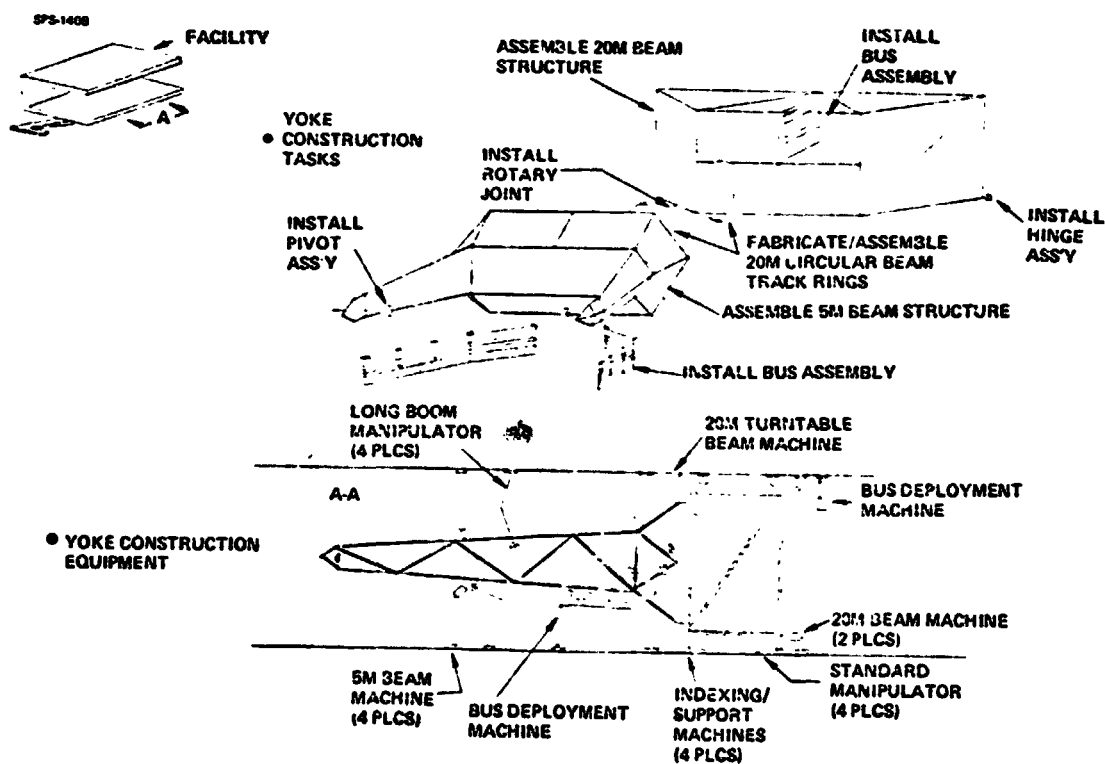 SPS-1408
FACILITY
A
ASSEMBLE 20M BEAM
STRUCTURE
INSTALL
BUS
ASSEMBLY
● YOKE
CONSTRUCTION
TASKS
INSTALL
ROTARY
JOINT
INSTALL
PIVOT
ASS'Y
INSTALL
HINGE
ASS'Y
FABRICATE/ASSEMBLE
20M CIRCULAR BEAM
TRACK RINGS
ASSEMBLE 5M BEAM STRUCTURE
INSTALL BUS ASSEMBLY
LONG BOOM
MANIPULATOR
(4 PLCS)
20M TURNTABLE
BEAM MACHINE
A-A
BUS DEPLOYMENT
MACHINE
● YOKE CONSTRUCTION
EQUIPMENT
20M BEAM MACHINE
(2 PLCS)
5M BEAM
MACHINE
(4 PLCS)
BUS DEPLOYMENT
MACHINE
INDEXING/
SUPPORT
MACHINES
(4 PLCS)
STANDARD
MANIPULATOR
(4 PLCS)